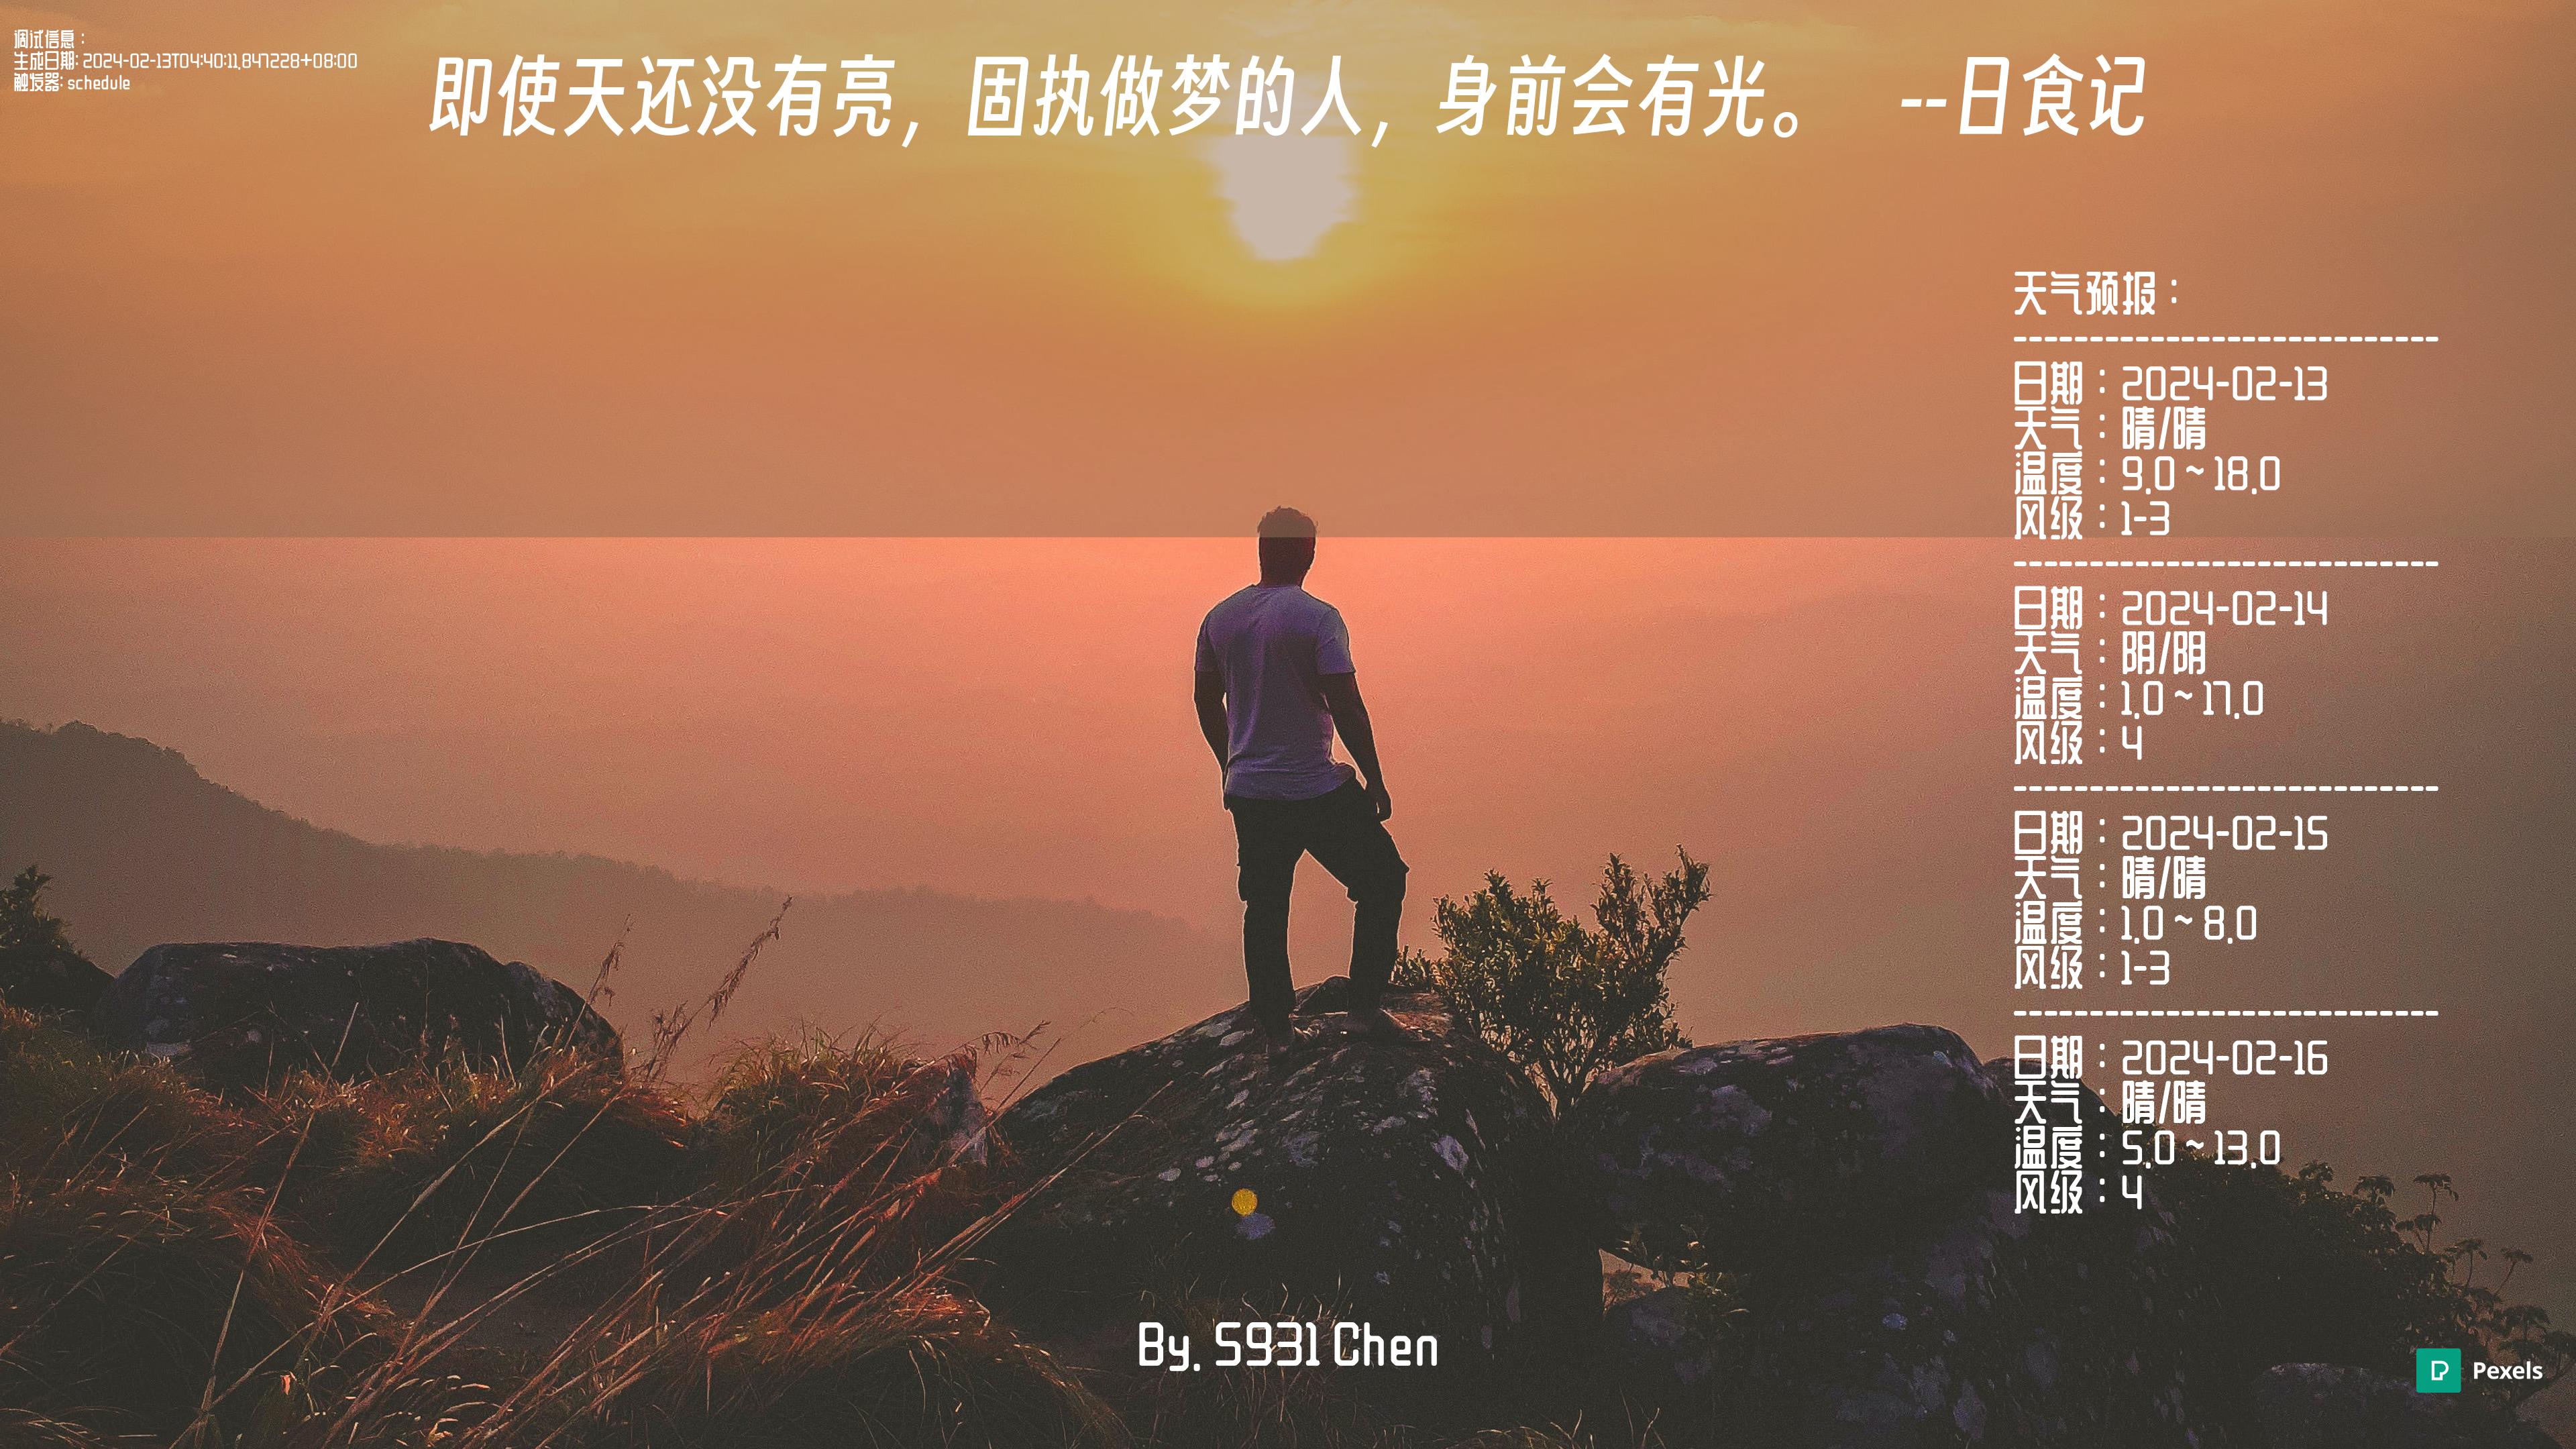 调试信息：
生成日期: 2024-02-13T04:40:11.847228+08:00
触发器: schedule
即使天还没有亮，固执做梦的人，身前会有光。 --日食记
天气预报：
----------------------------
日期：2024-02-13
天气：晴/晴
温度：9.0 ~ 18.0
风级：1-3
----------------------------
日期：2024-02-14
天气：阴/阴
温度：1.0 ~ 17.0
风级：4
----------------------------
日期：2024-02-15
天气：晴/晴
温度：1.0 ~ 8.0
风级：1-3
----------------------------
日期：2024-02-16
天气：晴/晴
温度：5.0 ~ 13.0
风级：4
By. S931 Chen
Pexels